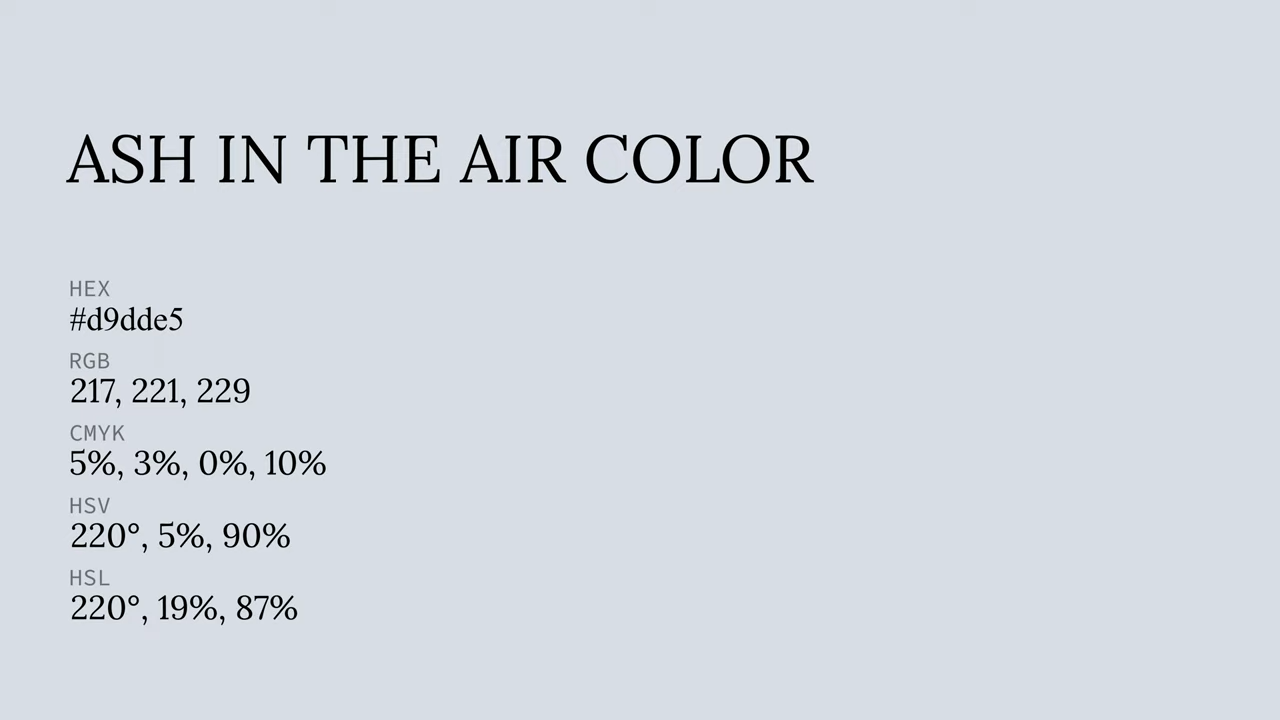 ASH IN THE AIR COLOR
HEX
#d9dde5
RGB
217, 221, 229
CMYK
5%, 3%, 0%, 10%
HSV
220°, 5%, 90%
HSL
220°, 19%, 87%